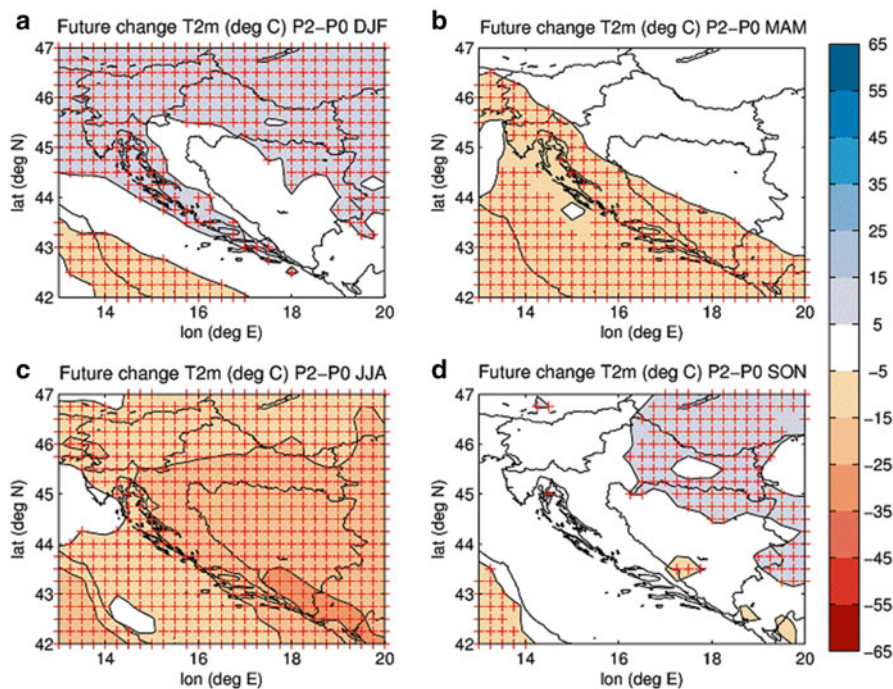 a
Future change T2m (deg C) P2-P0 DJF
47
46
45
44
43
42
lat (deg N)
14 16 18 20
lon (deg E)
b
Future change T2m (deg C) P2-P0 MAM
47
46
45
44
43
42
lat (deg N)
14 16 18 20
lon (deg E)
c
Future change T2m (deg C) P2-P0 JJA
47
46
45
44
43
42
lat (deg N)
14 16 18 20
lon (deg E)
d
Future change T2m (deg C) P2-P0 SON
47
46
45
44
43
42
lat (deg N)
14 16 18 20
lon (deg E)
65
55
45
35
25
15
5
-5
-15
-25
-35
-45
-55
-65